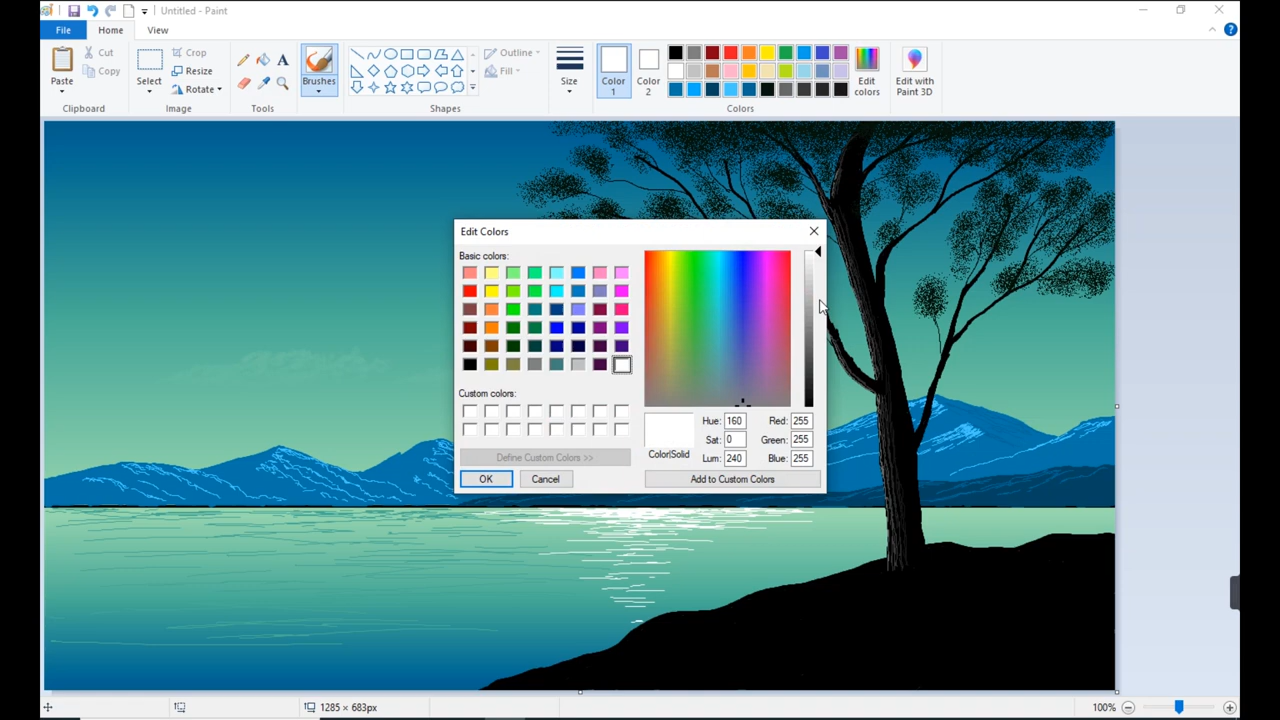 Untitled - Paint
File
Home
View
Paste
Cut
Copy
Clipboard
Select
Crop
Resize
Rotate
Image
A
Tools
Brushes
Outline
Fill
Shapes
Size
Color 1
Color 2
Edit colors
Colors
Edit with Paint 3D
Edit Colors
Basic colors:
Custom colors:
Define Custom Colors >>
OK
Cancel
Color|Solid
Hue: 160
Sat: 0
Lum: 240
Red: 255
Green: 255
Blue: 255
Add to Custom Colors
1285 × 683px
100%